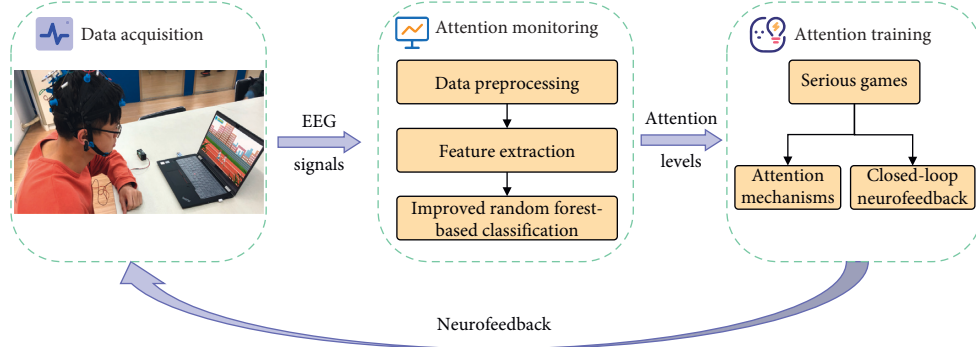 Data acquisition
EEG
signals
Attention monitoring
Data preprocessing
Feature extraction
Improved random forest-
based classification
Attention
levels
Attention training
Serious games
Attention
mechanisms
Closed-loop
neurofeedback
Neurofeedback